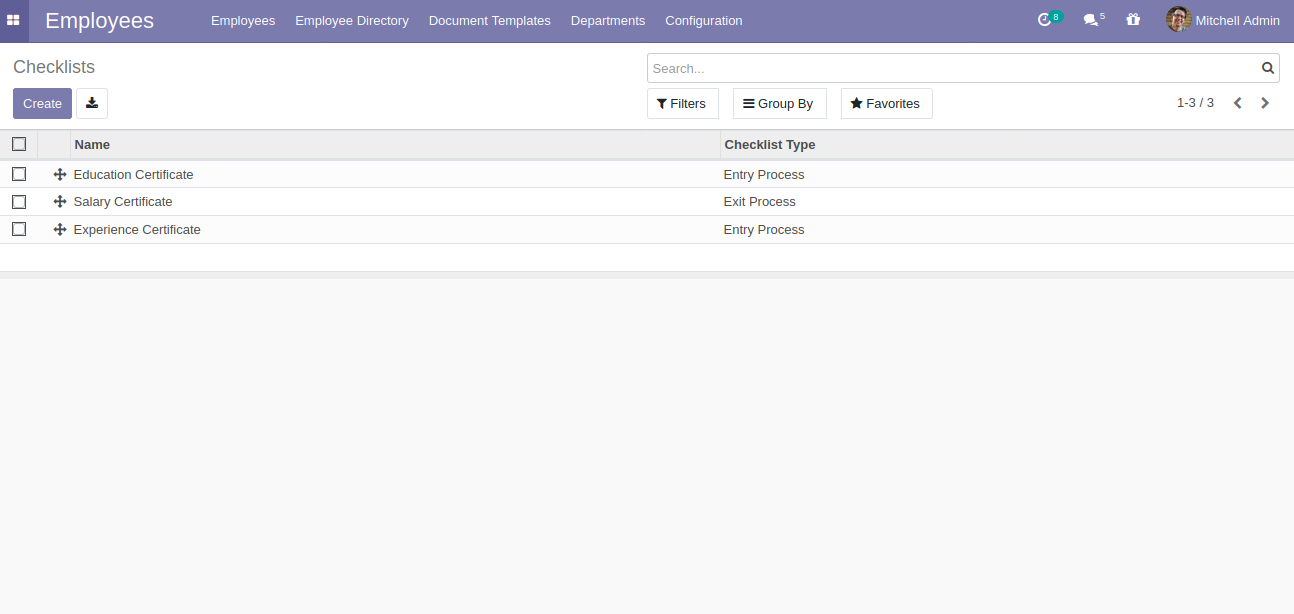 Employees Employees Employee Directory Document Templates Departments Configuration 8 5 Mitchell Admin
Checklists Search...
Create Filters Group By Favorites 1-3 / 3
Name Checklist Type
Education Certificate Entry Process
Salary Certificate Exit Process
Experience Certificate Entry Process